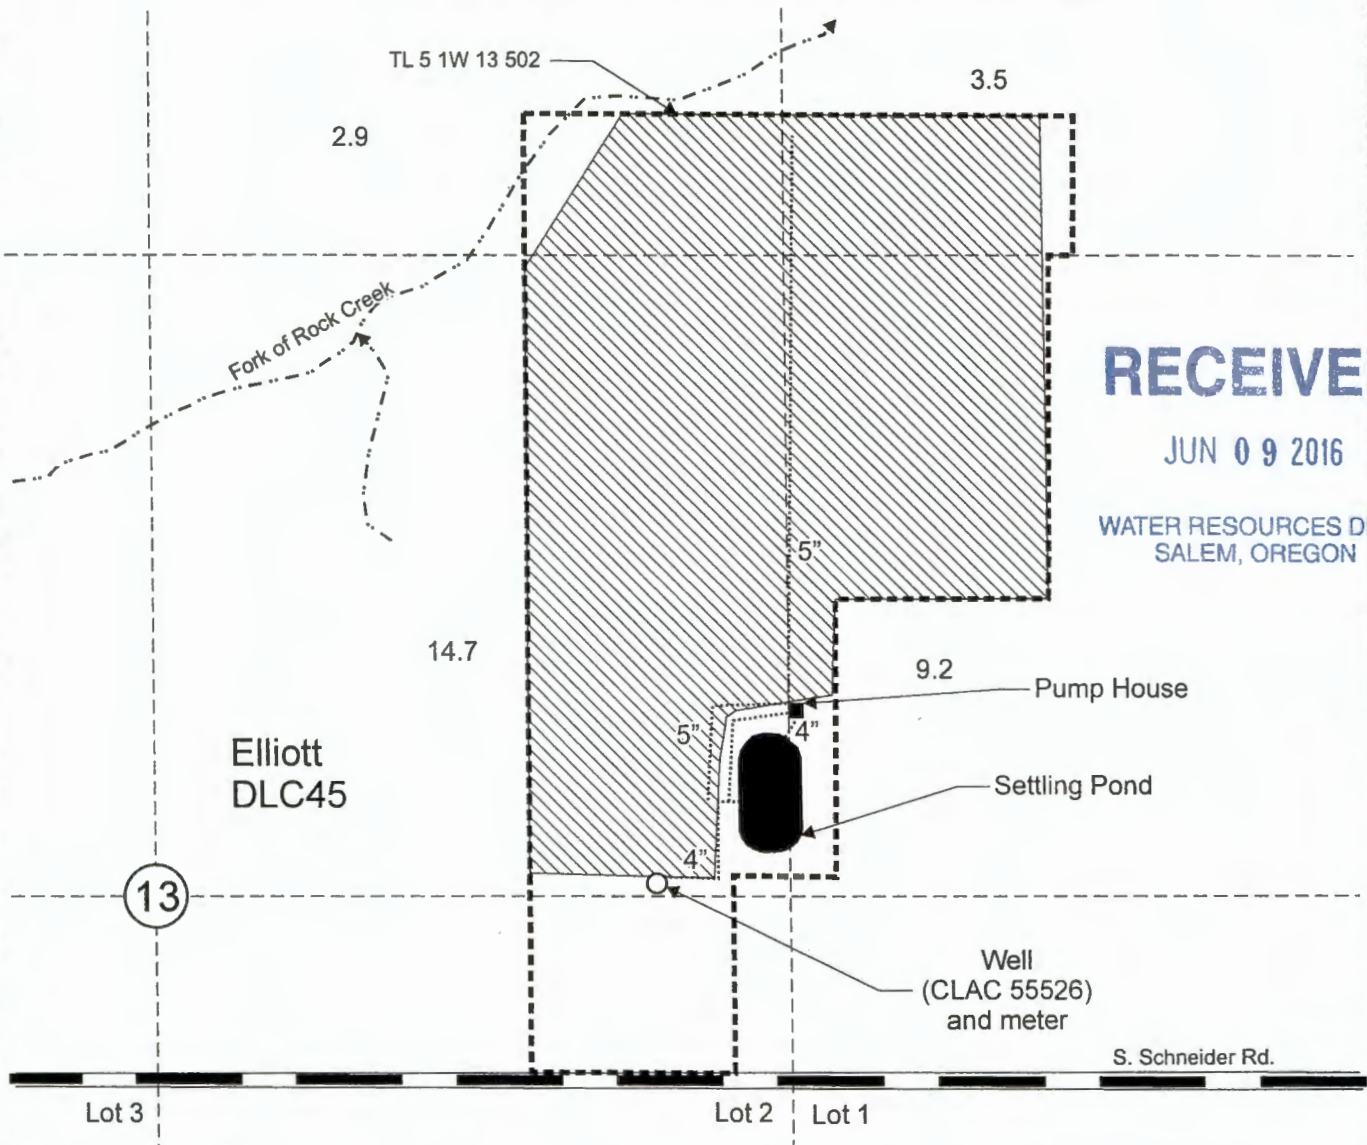 TL 5 1W 13 502
3.5
2.9
Fork of Rock Creek
RECEIVE
JUN 0 9 2016
WATER RESOURCES D
SALEM, OREGON
5”
14.7
9.2
Pump House
5”
4”
Elliott
DLC45
Settling Pond
4”
13
Well
(CLAC 55526)
and meter
S. Schneider Rd.
Lot 3
Lot 2
Lot 1